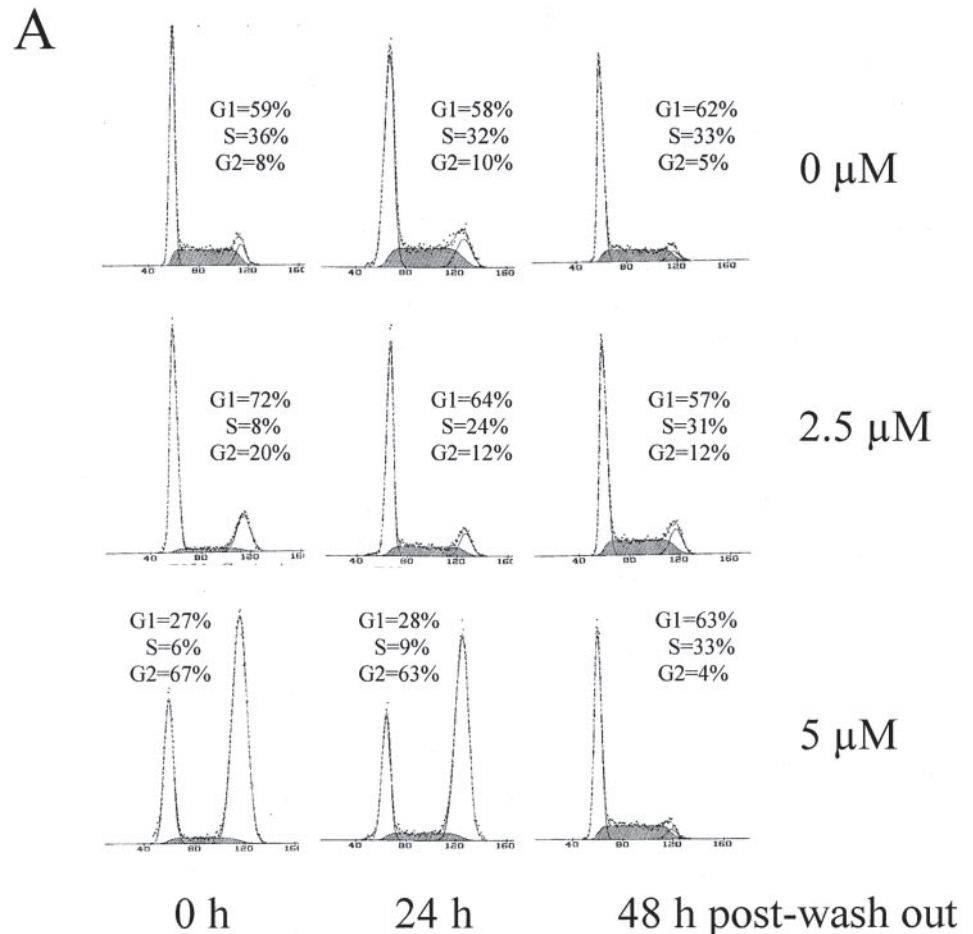 A
G1=59%
S=36%
G2=8%
G1=58%
S=32%
G2=10%
G1=62%
S=33%
G2=5%
0 µM
40 80 120 160
40 80 120 160
40 80 120 160
G1=72%
S=8%
G2=20%
G1=64%
S=24%
G2=12%
G1=57%
S=31%
G2=12%
2.5 µM
40 80 120
40 80 120 160
40 80 120 160
G1=27%
S=6%
G2=67%
G1=28%
S=9%
G2=63%
G1=63%
S=33%
G2=4%
5 µM
40 80 120
40 80 120 160
40 80 120 160
0 h
24 h
48 h post-wash out